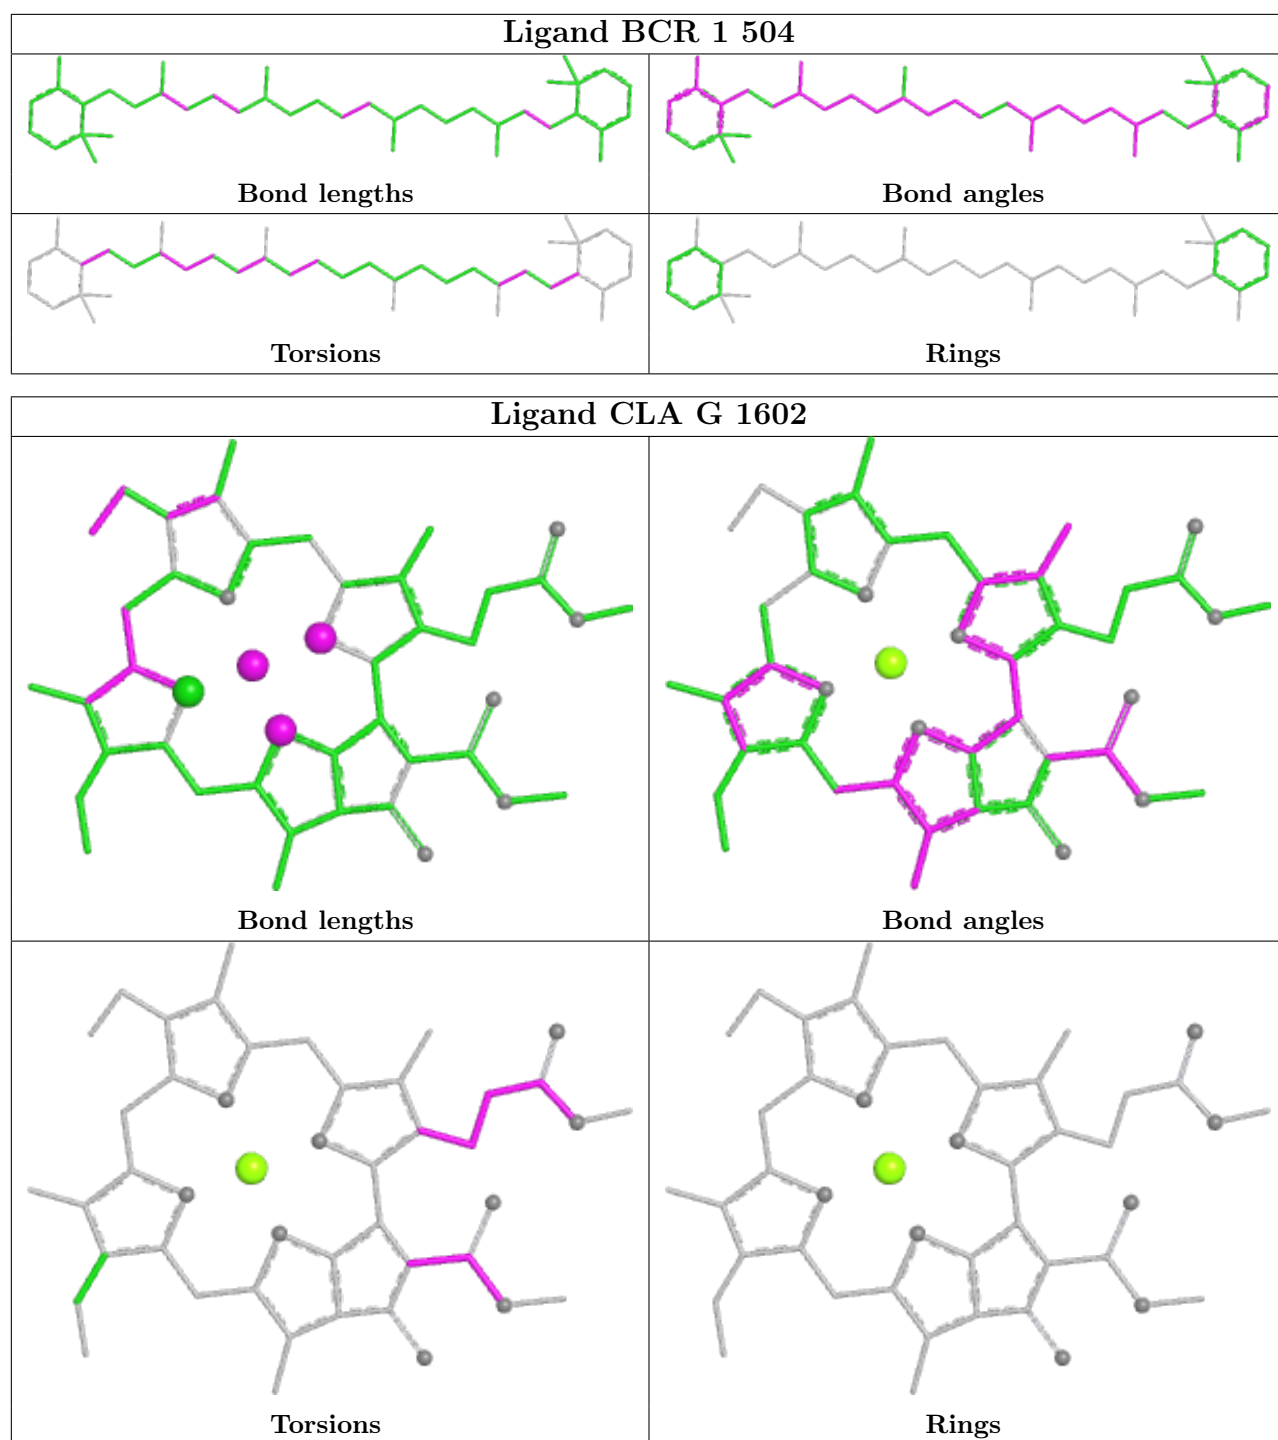 Ligand BCR 1 504
Bond lengths
Bond angles
Torsions
Rings
Ligand CLA G 1602
Bond lengths
Bond angles
Torsions
Rings